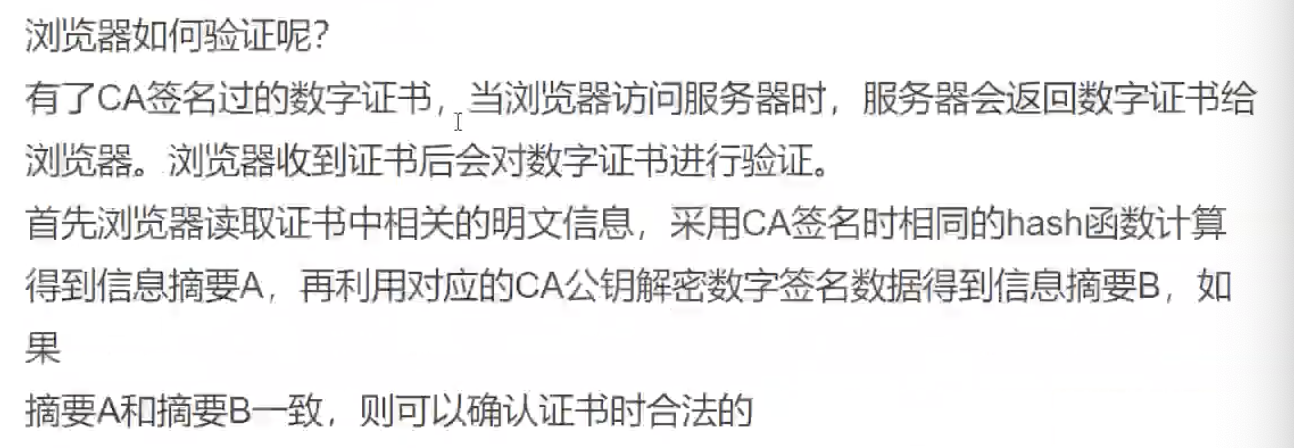 浏览器如何验证呢?
有了CA签名过的数字证书，当浏览器访问服务器时，服务器会返回数字证书给
浏览器。浏览器收到证书后会对数字证书进行验证。
首先浏览器读取证书中相关的明文信息，采用CA签名时相同的hash函数计算
得到信息摘要A，再利用对应的CA公钥解密数字签名数据得到信息摘要B，如
果
摘要A和摘要B一致，则可以确认证书时合法的